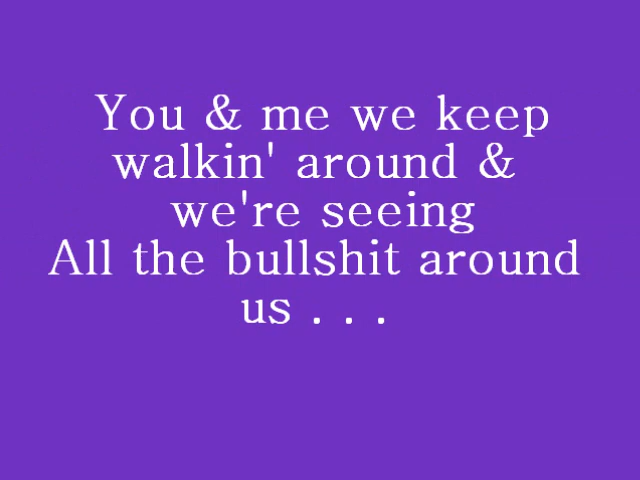 You & me we keep
walkin' around &
we're seeing
All the bullshit around
us . . .